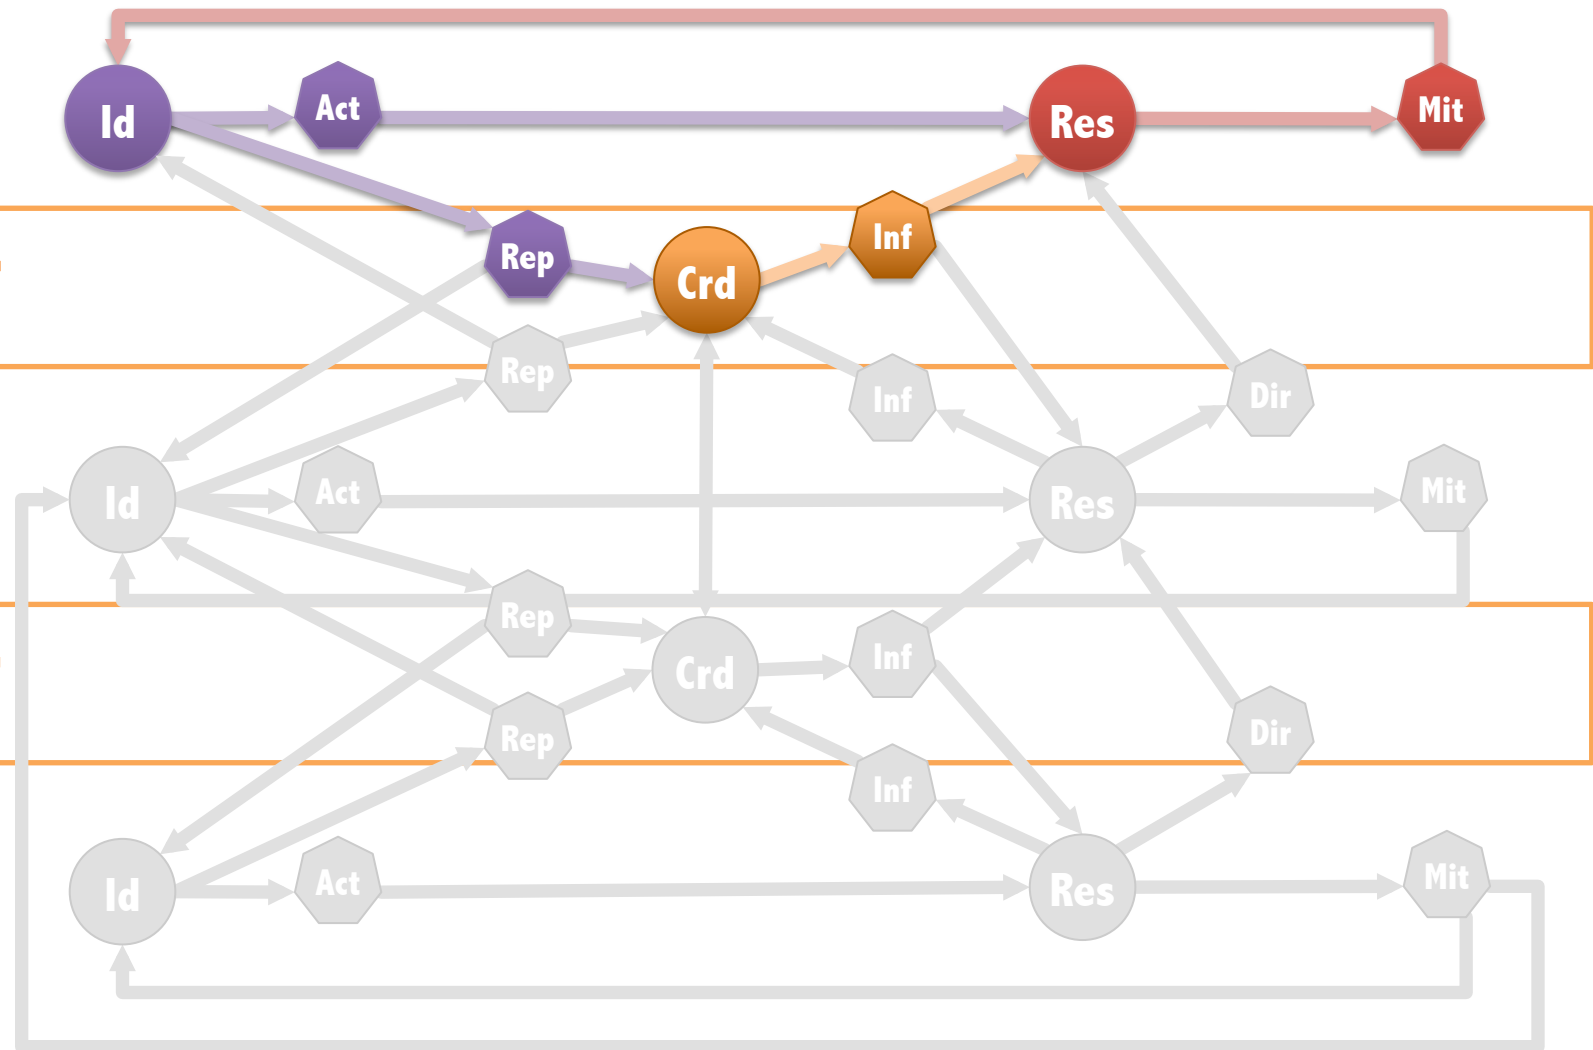 Id
Act
Res
Mit
Rep
Crd
Inf
Rep
Inf
Dir
Id
Act
Res
Mit
Rep
Crd
Inf
Rep
Dir
Inf
Id
Act
Res
Mit